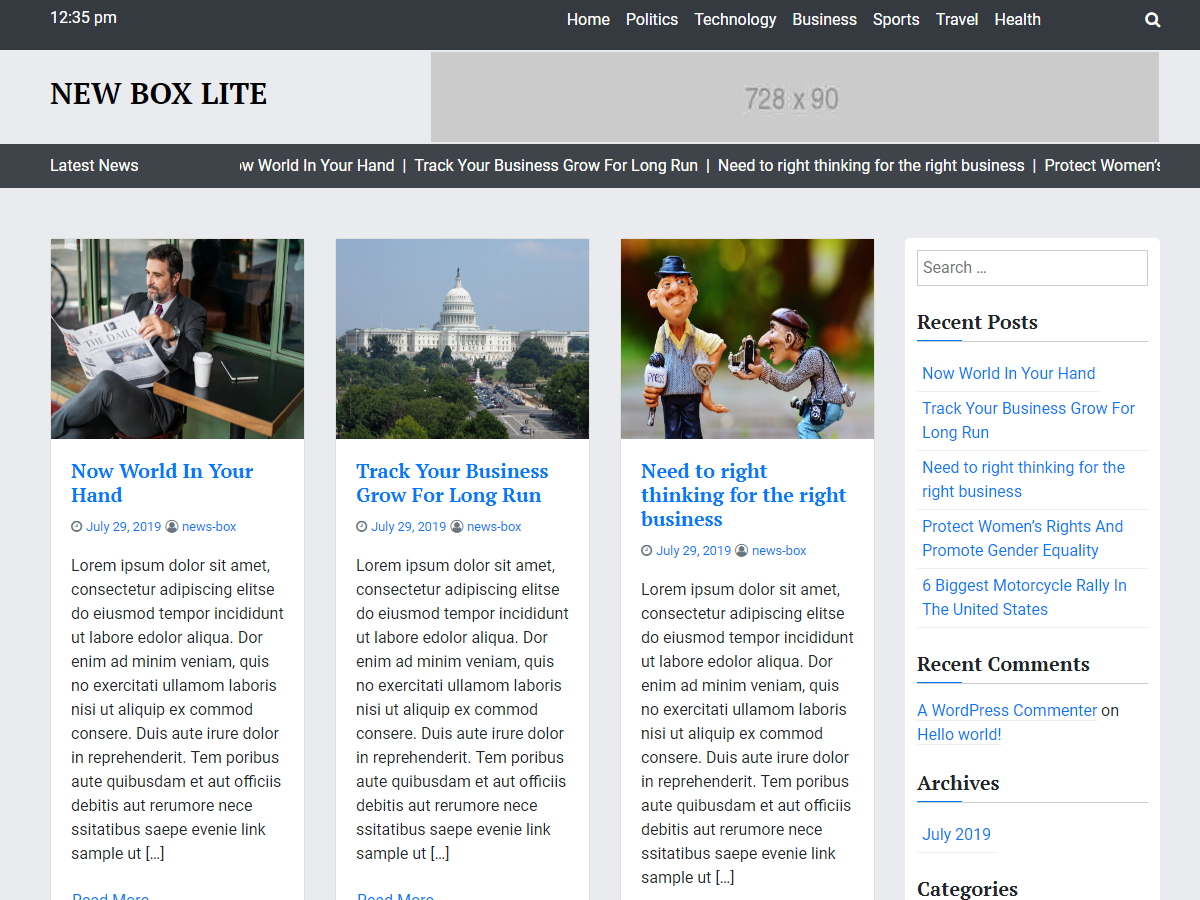 12:35 pm
Home Politics Technology Business Sports Travel Health
NEW BOX LITE
728 x 90
Latest News
ow World In Your Hand | Track Your Business Grow For Long Run | Need to right thinking for the right business | Protect Women's
THE DAILY
press
Now World In Your
Hand
July 29, 2019 news-box
Lorem ipsum dolor sit amet,
consectetur adipiscing elitse
do eiusmod tempor incididunt
ut labore edolor aliqua. Dor
enim ad minim veniam, quis
no exercitati ullamom laboris
nisi ut aliquip ex commod
consere. Duis aute irure dolor
in reprehenderit. Tem poribus
aute quibusdam et aut officiis
debitis aut rerumore nece
ssitatibus saepe evenie link
sample ut [...]
Read More
Track Your Business
Grow For Long Run
July 29, 2019 news-box
Lorem ipsum dolor sit amet,
consectetur adipiscing elitse
do eiusmod tempor incididunt
ut labore edolor aliqua. Dor
enim ad minim veniam, quis
no exercitati ullamom laboris
nisi ut aliquip ex commod
consere. Duis aute irure dolor
in reprehenderit. Tem poribus
aute quibusdam et aut officiis
debitis aut rerumore nece
ssitatibus saepe evenie link
sample ut [...]
Read More
Need to right
thinking for the right
business
July 29, 2019 news-box
Lorem ipsum dolor sit amet,
consectetur adipiscing elitse
do eiusmod tempor incididunt
ut labore edolor aliqua. Dor
enim ad minim veniam, quis
no exercitati ullamom laboris
nisi ut aliquip ex commod
consere. Duis aute irure dolor
in reprehenderit. Tem poribus
aute quibusdam et aut officiis
debitis aut rerumore nece
ssitatibus saepe evenie link
sample ut [...]
Search ...
Recent Posts
Now World In Your Hand
Track Your Business Grow For
Long Run
Need to right thinking for the
right business
Protect Women's Rights And
Promote Gender Equality
6 Biggest Motorcycle Rally In
The United States
Recent Comments
A WordPress Commenter on
Hello world!
Archives
July 2019
Categories